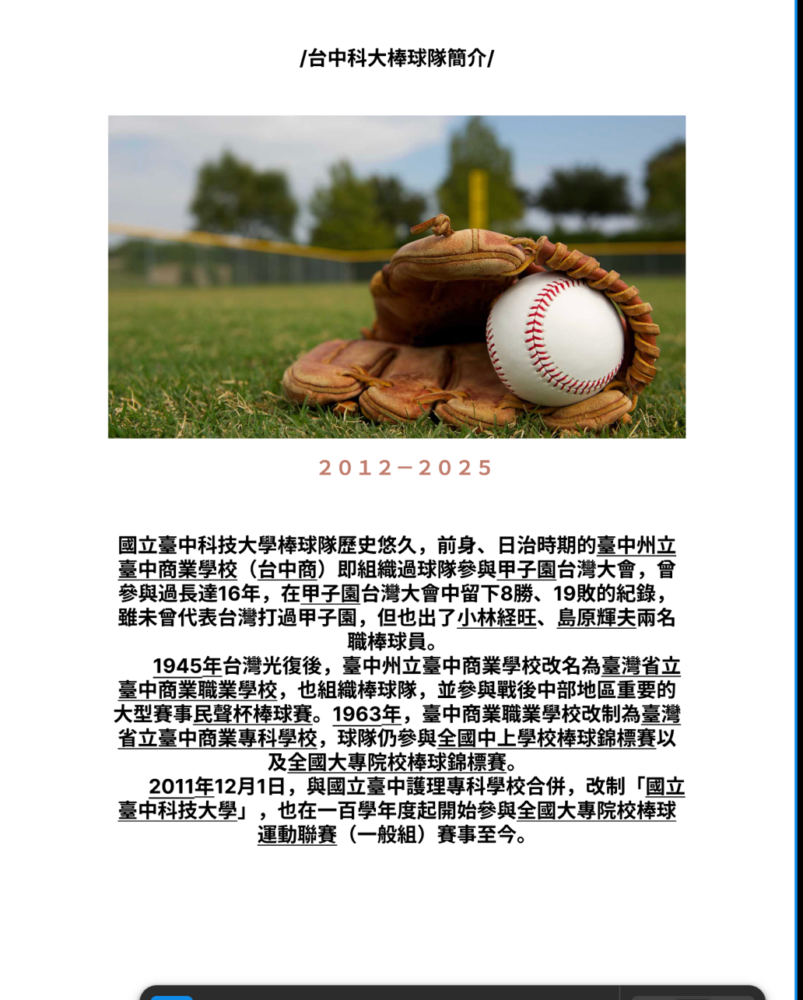 /台中科大棒球隊簡介/
2012－2025
國立臺中科技大學棒球隊歷史悠久，前身、日治時期的臺中州立
臺中商業學校（台中商）即組織過球隊參與甲子園台灣大會，曾
參與過長達16年，在甲子園台灣大會中留下8勝、19敗的紀錄，
雖未曾代表台灣打過甲子園，但也出了小林経旺、島原輝夫兩名
職棒球員。
1945年台灣光復後，臺中州立臺中商業學校改名為臺灣省立
臺中商業職業學校，也組織棒球隊，並參與戰後中部地區重要的
大型賽事民聲杯棒球賽。1963年，臺中商業職業學校改制為臺灣
省立臺中商業專科學校，球隊仍參與全國中上學校棒球錦標賽以
及全國大專院校棒球錦標賽。
2011年12月1日，與國立臺中護理專科學校合併，改制「國立
臺中科技大學」，也在一百學年度起開始參與全國大專院校棒球
運動聯賽（一般組）賽事至今。